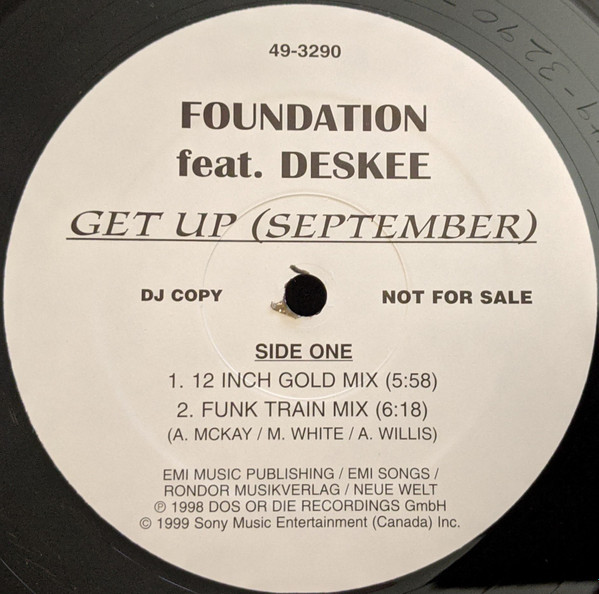 49-3290
FOUNDATION
feat. DESKEE
GET UP (SEPTEMBER)
DJ COPY NOT FOR SALE
SIDE ONE
1. 12 INCH GOLD MIX (5:58)
2. FUNK TRAIN MIX (6:18)
(A. MCKAY / M. WHITE / A. WILLIS)
EMI MUSIC PUBLISHING / EMI SONGS /
RONDOR MUSIKVERLAG / NEUE WELT
℗ 1998 DOS OR DIE RECORDINGS GmbH
© 1999 Sony Music Entertainment (Canada) Inc.